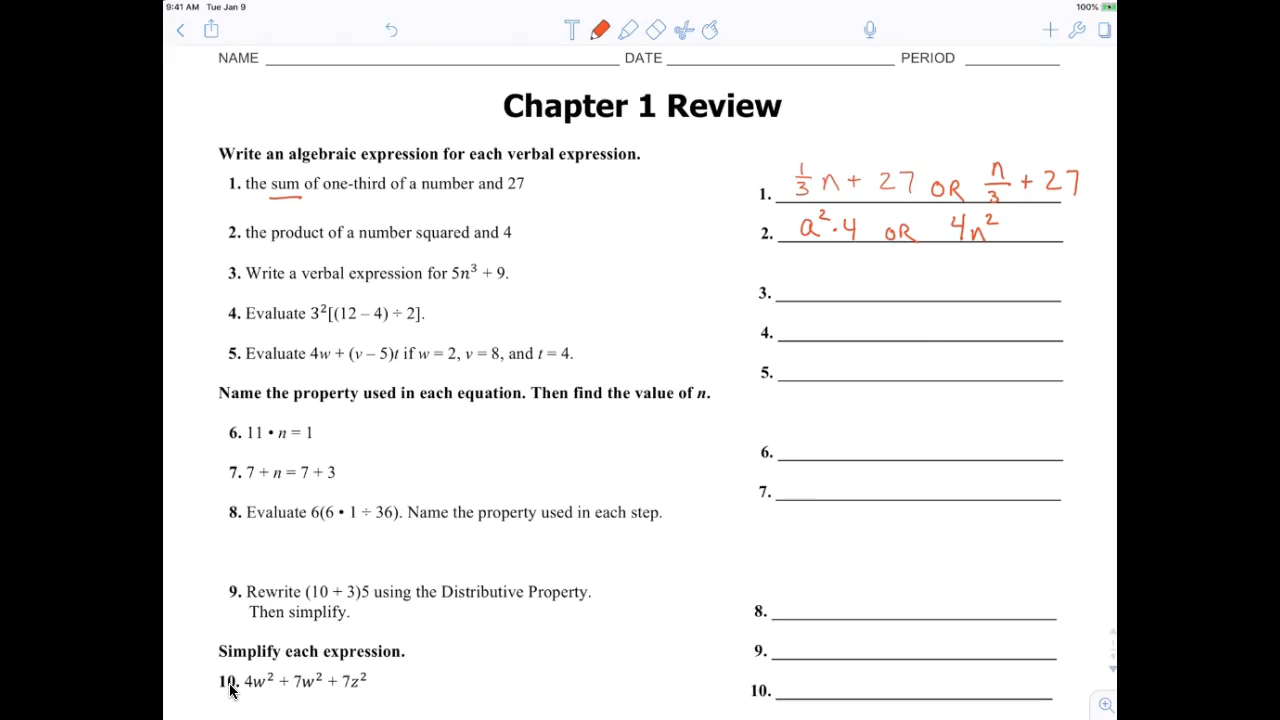 9:41 AM Tue Jan 9 100%
NAME DATE PERIOD
Chapter 1 Review
Write an algebraic expression for each verbal expression.
1. the sum of one-third of a number and 27
1. 1/3 n + 27 OR n/3 + 27
2. the product of a number squared and 4
2. a² · 4 OR 4n²
3. Write a verbal expression for 5n³ + 9.
3.
4. Evaluate 3²[(12 – 4) ÷ 2].
4.
5. Evaluate 4w + (v – 5)t if w = 2, v = 8, and t = 4.
5.
Name the property used in each equation. Then find the value of n.
6. 11 • n = 1
6.
7. 7 + n = 7 + 3
7.
8. Evaluate 6(6 • 1 ÷ 36). Name the property used in each step.
9. Rewrite (10 + 3)5 using the Distributive Property.
Then simplify.
8.
Simplify each expression.
9.
10. 4w² + 7w² + 7z²
10.